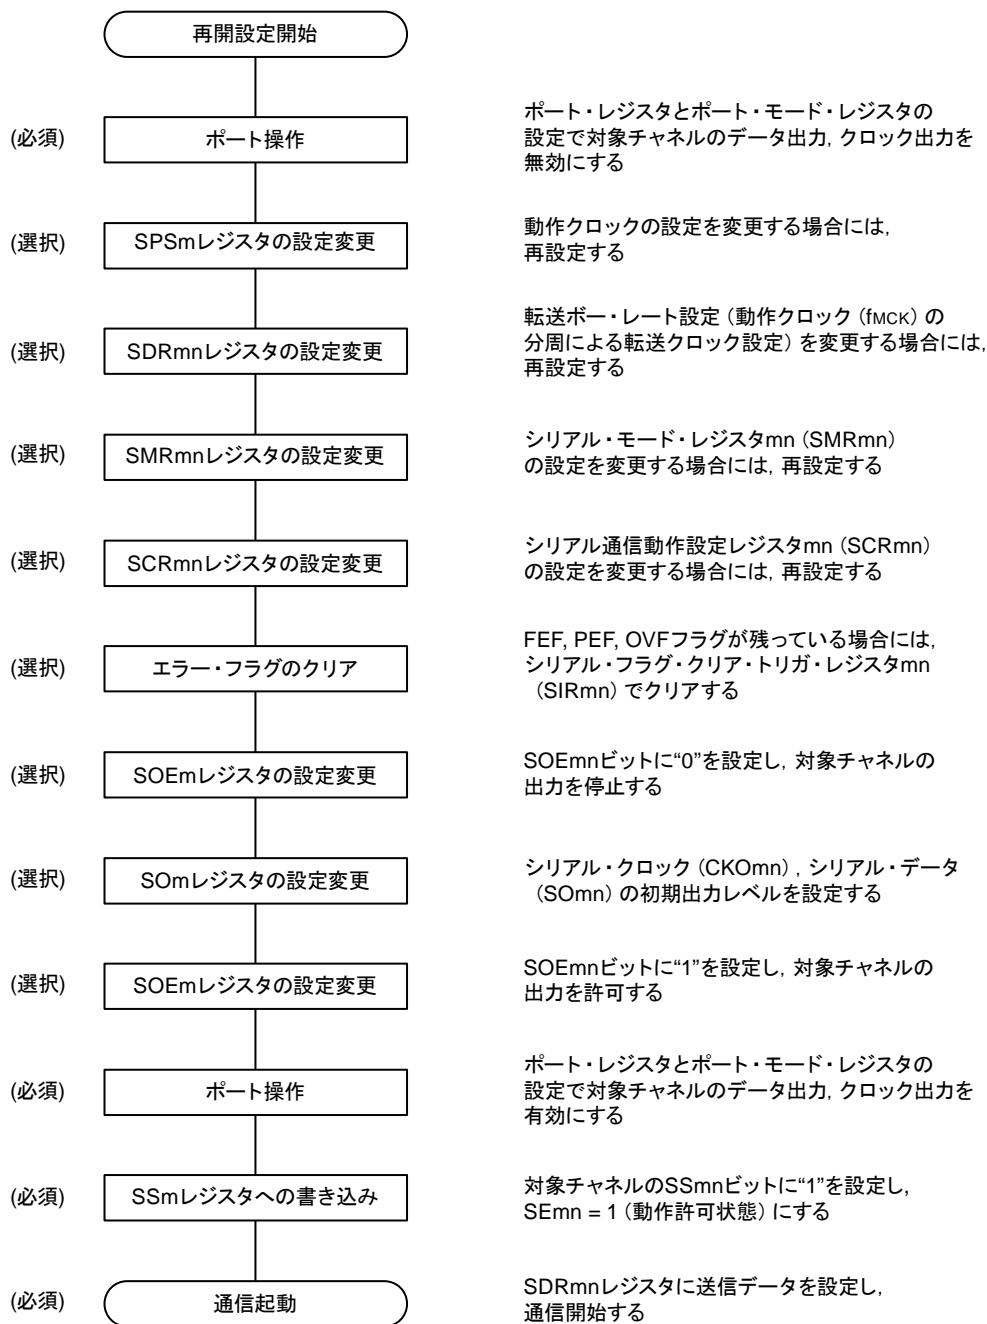 再開設定開始
(必須)
ポート操作
ポート・レジスタとポート・モード・レジスタの
設定で対象チャネルのデータ出力, クロック出力を
無効にする
(選択)
SPSmレジスタの設定変更
動作クロックの設定を変更する場合には,
再設定する
(選択)
SDRmnレジスタの設定変更
転送ボー・レート設定（動作クロック（fMCK）の
分周による転送クロック設定）を変更する場合には,
再設定する
(選択)
SMRmnレジスタの設定変更
シリアル・モード・レジスタmn（SMRmn）
の設定を変更する場合には, 再設定する
(選択)
SCRmnレジスタの設定変更
シリアル通信動作設定レジスタmn（SCRmn）
の設定を変更する場合には, 再設定する
(選択)
エラー・フラグのクリア
FEF, PEF, OVFフラグが残っている場合には,
シリアル・フラグ・クリア・トリガ・レジスタmn
（SIRmn）でクリアする
(選択)
SOEmレジスタの設定変更
SOEmnビットに“0”を設定し, 対象チャネルの
出力を停止する
(選択)
SOmレジスタの設定変更
シリアル・クロック（CKOmn）, シリアル・データ
（SOmn）の初期出力レベルを設定する
(選択)
SOEmレジスタの設定変更
SOEmnビットに“1”を設定し, 対象チャネルの
出力を許可する
(必須)
ポート操作
ポート・レジスタとポート・モード・レジスタの
設定で対象チャネルのデータ出力, クロック出力を
有効にする
(必須)
SSmレジスタへの書き込み
対象チャネルのSSmnビットに“1”を設定し,
SEmn = 1（動作許可状態）にする
(必須)
通信起動
SDRmnレジスタに送信データを設定し,
通信開始する